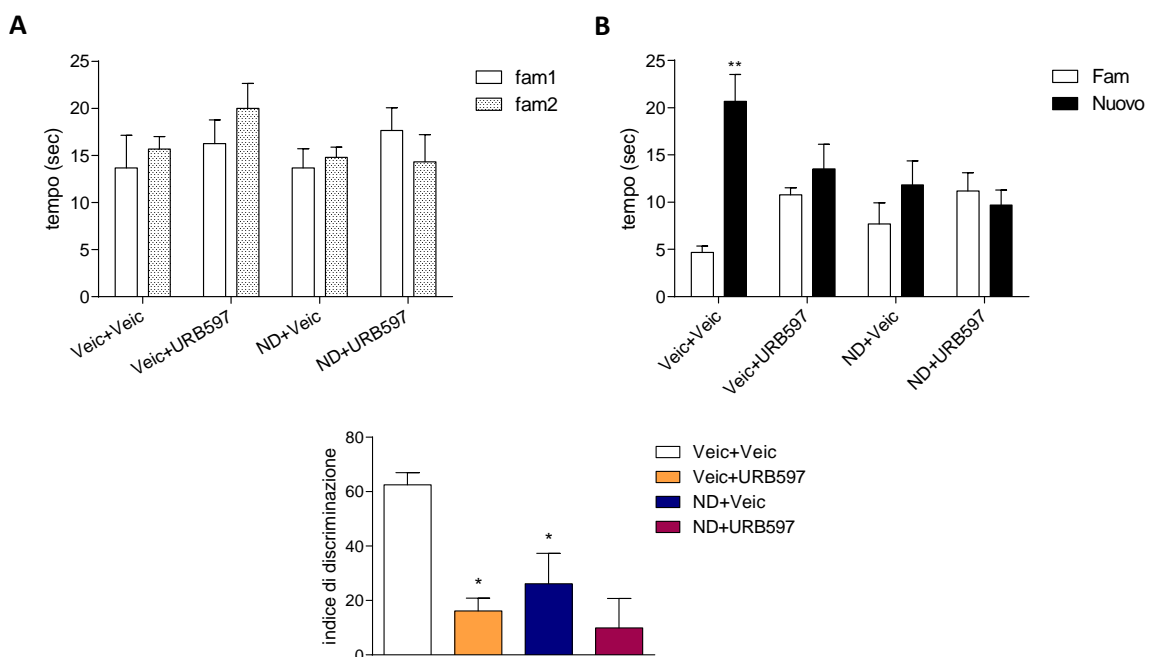 A
25
20
15
10
5
0
tempo (sec)
fam1
fam2
Veic+Veic
Veic+URB597
ND+Veic
ND+URB597
B
25
20
15
10
5
0
tempo (sec)
**
Fam
Nuovo
Veic+Veic
Veic+URB597
ND+Veic
ND+URB597
80
60
40
20
0
indice di discriminazione
*
*
Veic+Veic
Veic+URB597
ND+Veic
ND+URB597